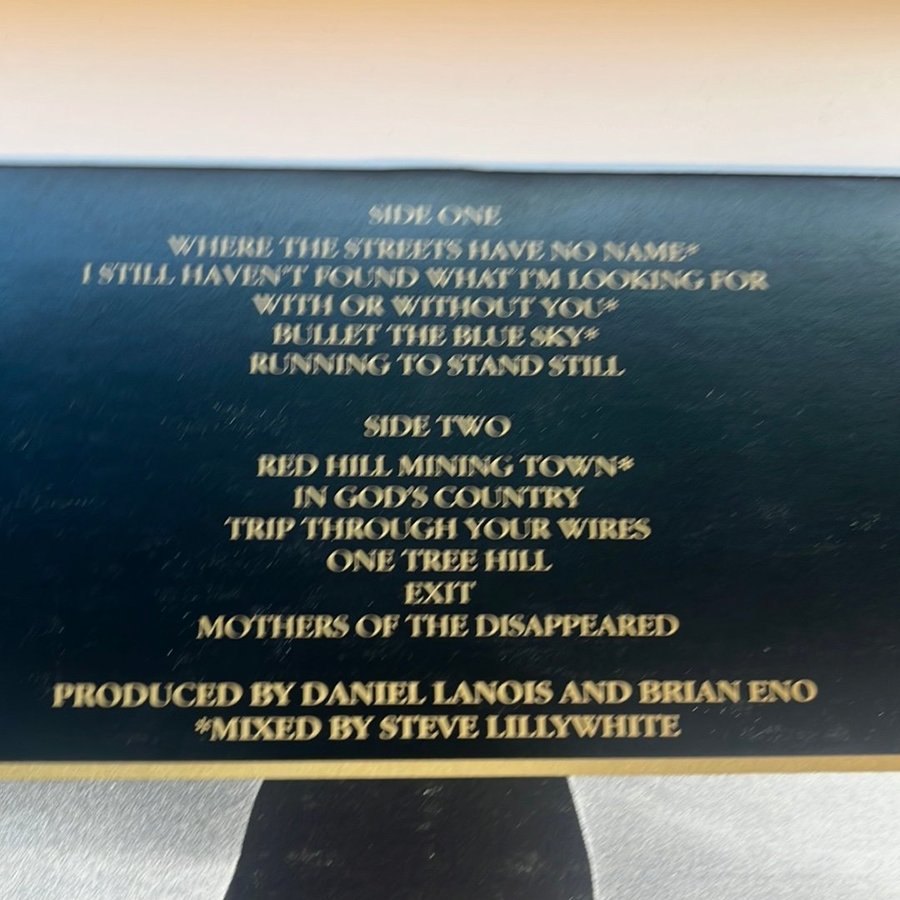 SIDE ONE
WHERE THE STREETS HAVE NO NAME*
I STILL HAVEN'T FOUND WHAT I'M LOOKING FOR
WITH OR WITHOUT YOU*
BULLET THE BLUE SKY*
RUNNING TO STAND STILL
SIDE TWO
RED HILL MINING TOWN*
IN GOD'S COUNTRY
TRIP THROUGH YOUR WIRES
ONE TREE HILL
EXIT
MOTHERS OF THE DISAPPEARED
PRODUCED BY DANIEL LANOIS AND BRIAN ENO
*MIXED BY STEVE LILLYWHITE